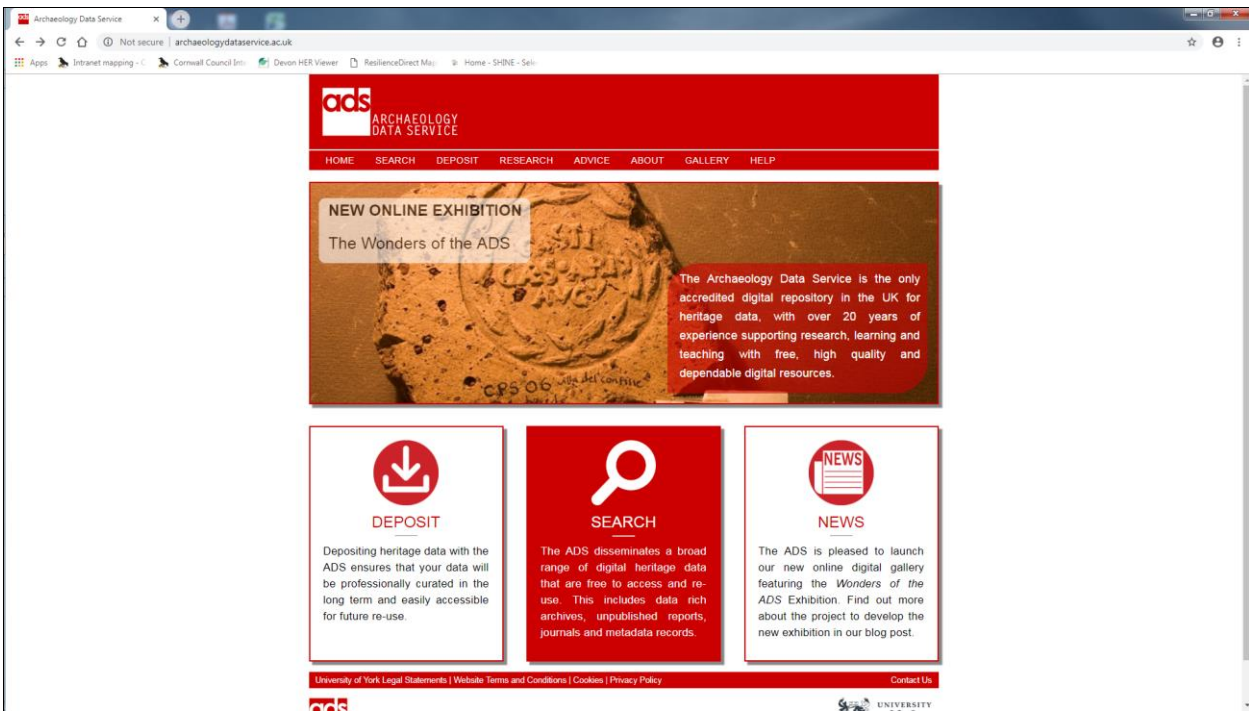 ads Archaeology Data Service
Not secure | archaeologydataservice.ac.uk
Apps Intranet mapping - C Cornwall Council Int Devon HER Viewer ResilienceDirect Ma Home - SHINE - Sel
ads
ARCHAEOLOGY
DATA SERVICE
HOME SEARCH DEPOSIT RESEARCH ADVICE ABOUT GALLERY HELP
NEW ONLINE EXHIBITION
The Wonders of the ADS
The Archaeology Data Service is the only
accredited digital repository in the UK for
heritage data, with over 20 years of
experience supporting research, learning and
teaching with free, high quality and
dependable digital resources.
CPS 06
DEPOSIT
Depositing heritage data with the
ADS ensures that your data will
be professionally curated in the
long term and easily accessible
for future re-use.
SEARCH
The ADS disseminates a broad
range of digital heritage data
that are free to access and re-
use. This includes data rich
archives, unpublished reports,
journals and metadata records.
NEWS
NEWS
The ADS is pleased to launch
our new online digital gallery
featuring the Wonders of the
ADS Exhibition. Find out more
about the project to develop the
new exhibition in our blog post.
University of York Legal Statements | Website Terms and Conditions | Cookies | Privacy Policy Contact Us
ads
UNIVERSITY